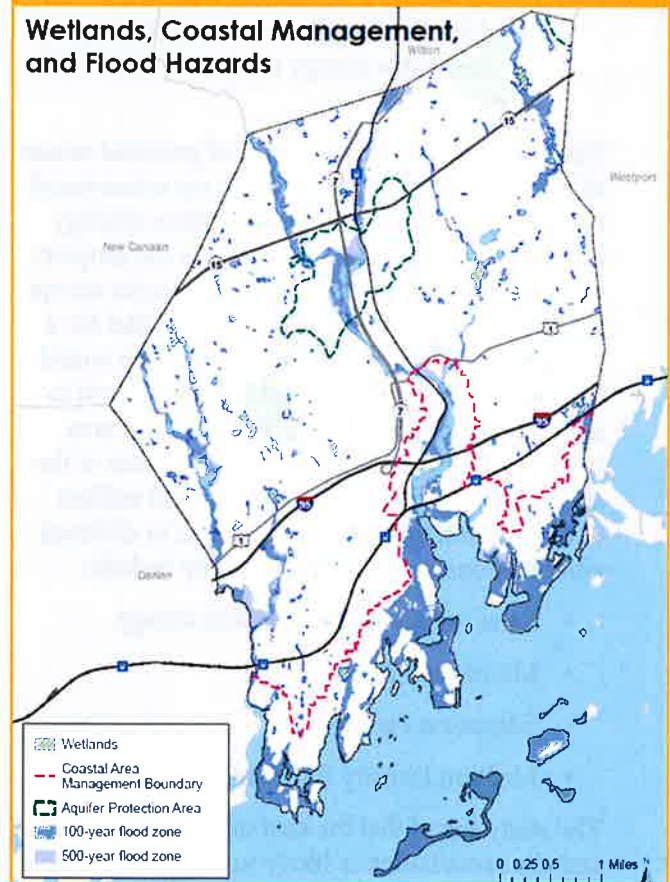 Wetlands, Coastal Management,
and Flood Hazards
Wilton
15
Westport
New Canaan
15
1
7
95
95
1
Darien
Wetlands
Coastal Area
Management Boundary
Aquifer Protection Area
100-year flood zone
500-year flood zone
0 0.25 0.5 1 Miles